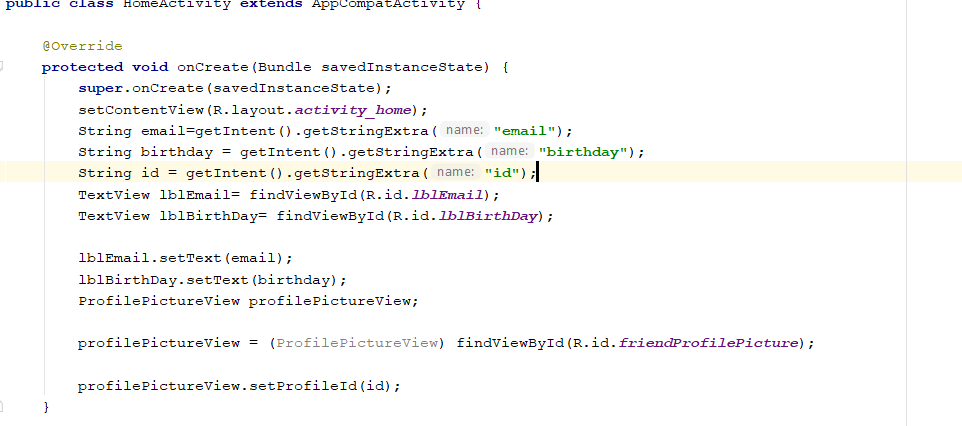 public class HomeActivity extends AppCompatActivity {
@Override
protected void onCreate(Bundle savedInstanceState) {
super.onCreate(savedInstanceState);
setContentView(R.layout.activity_home);
String email=getIntent().getStringExtra( name: "email");
String birthday = getIntent().getStringExtra( name: "birthday");
String id = getIntent().getStringExtra( name: "id");
TextView lblEmail= findViewById(R.id.lblEmail);
TextView lblBirthDay= findViewById(R.id.lblBirthDay);
lblEmail.setText(email);
lblBirthDay.setText(birthday);
ProfilePictureView profilePictureView;
profilePictureView = (ProfilePictureView) findViewById(R.id.friendProfilePicture);
profilePictureView.setProfileId(id);
}